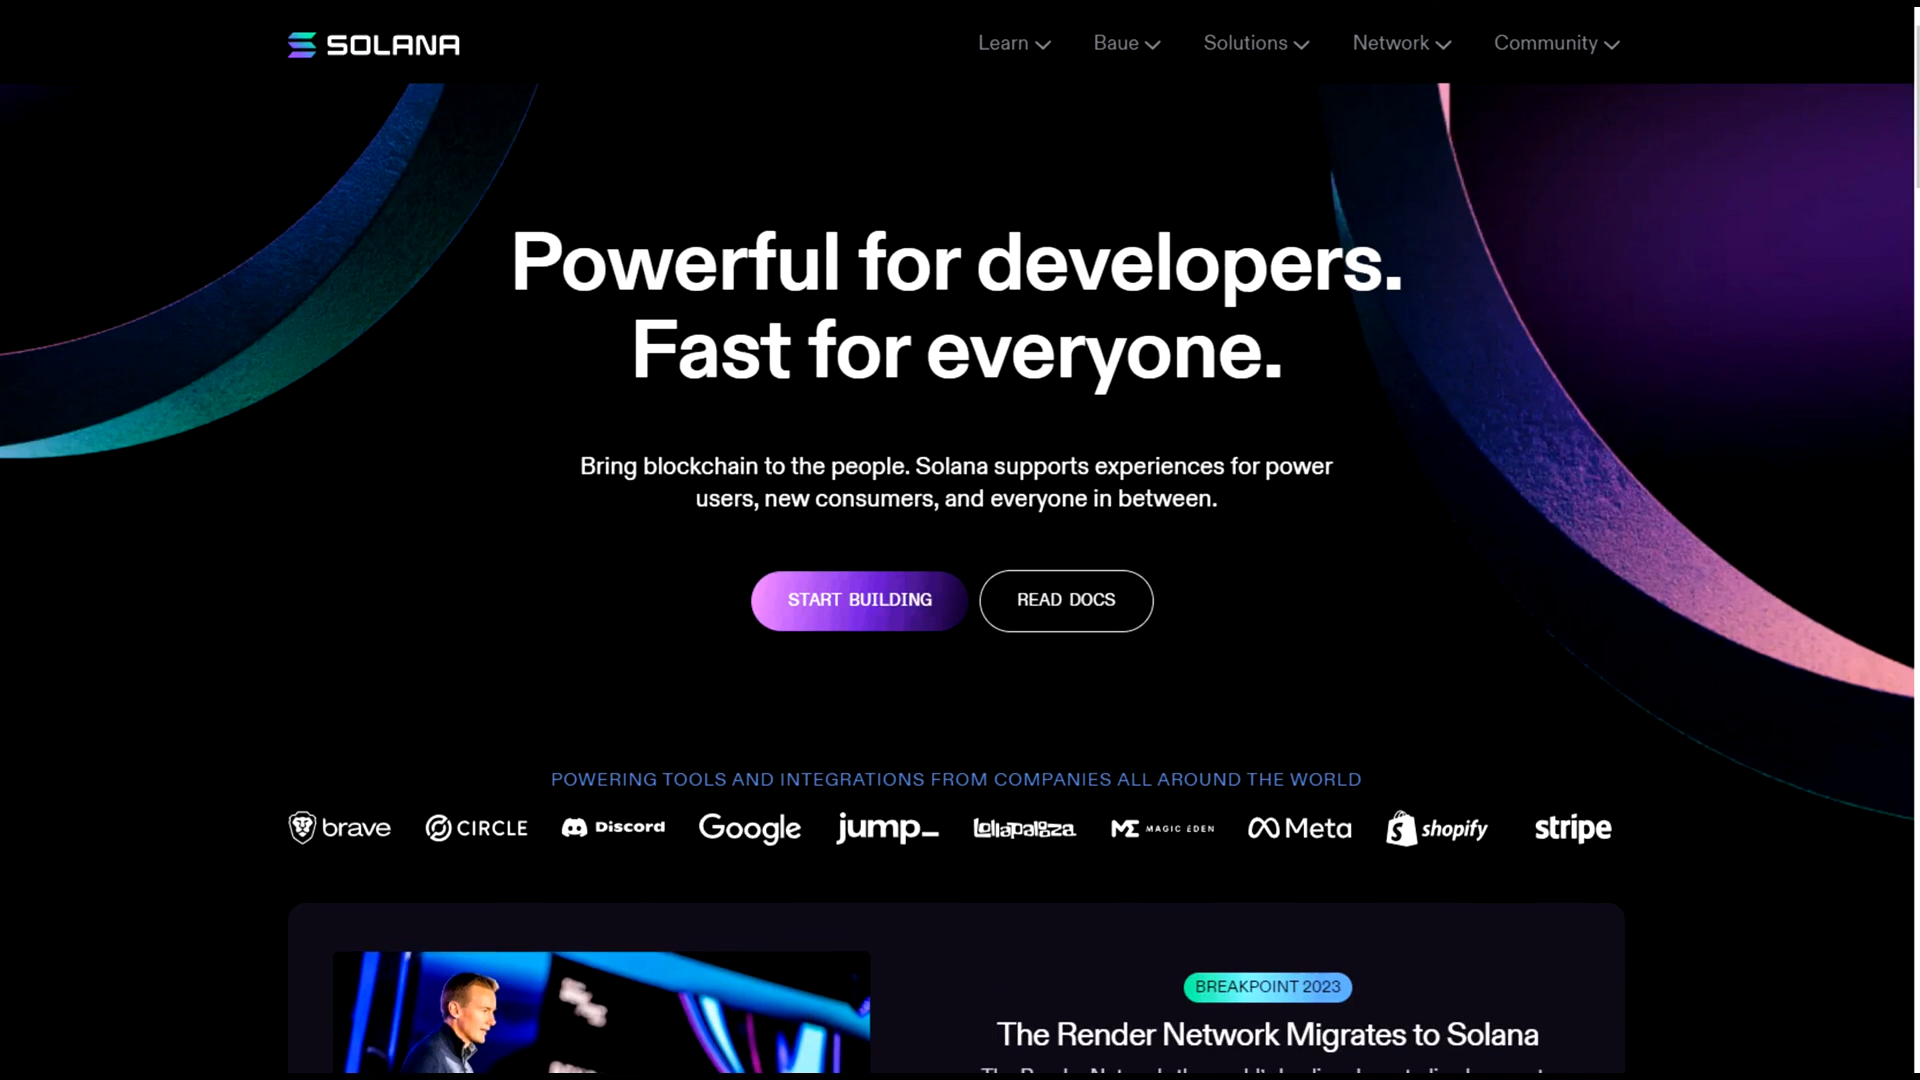 SOLANA
Learn
Baue
Solutions
Network
Community
Powerful for developers.
Fast for everyone.
Bring blockchain to the people. Solana supports experiences for power
users, new consumers, and everyone in between.
START BUILDING
READ DOCS
POWERING TOOLS AND INTEGRATIONS FROM COMPANIES ALL AROUND THE WORLD
brave
CIRCLE
Discord
Google
jump_
Lollapalooza
MAGIC EDEN
Meta
shopify
stripe
BREAKPOINT 2023
The Render Network Migrates to Solana